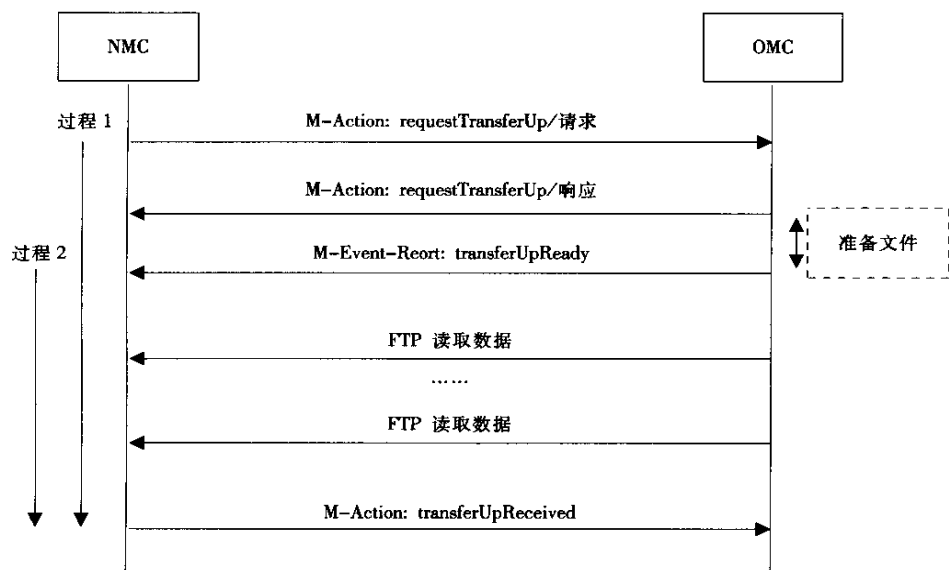 NMC
OMC
过程 1
M-Action: requestTransferUp/请求
M-Action: requestTransferUp/响应
准备文件
过程 2
M-Event-Reort: transferUpReady
FTP 读取数据
……
FTP 读取数据
M-Action: transferUpReceived